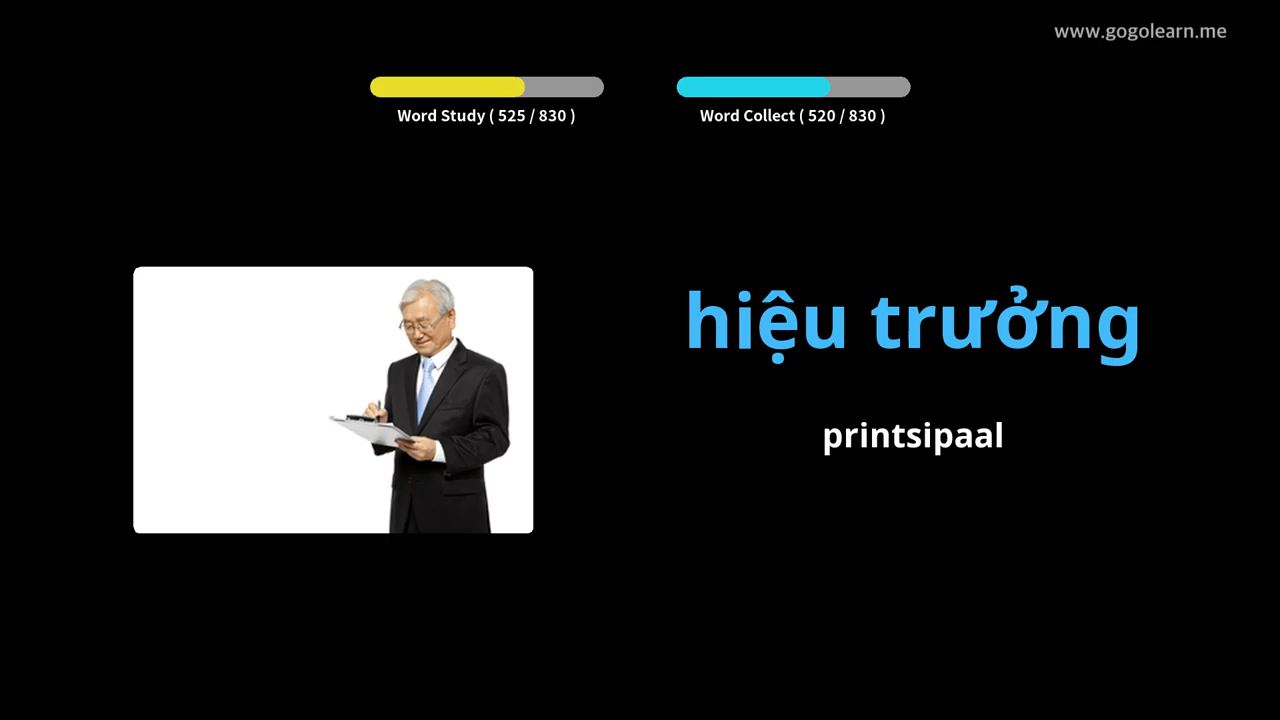 www.gogolearn.me
Word Study ( 525 / 830 )
Word Collect ( 520 / 830 )
hiệu trưởng
printsipaal